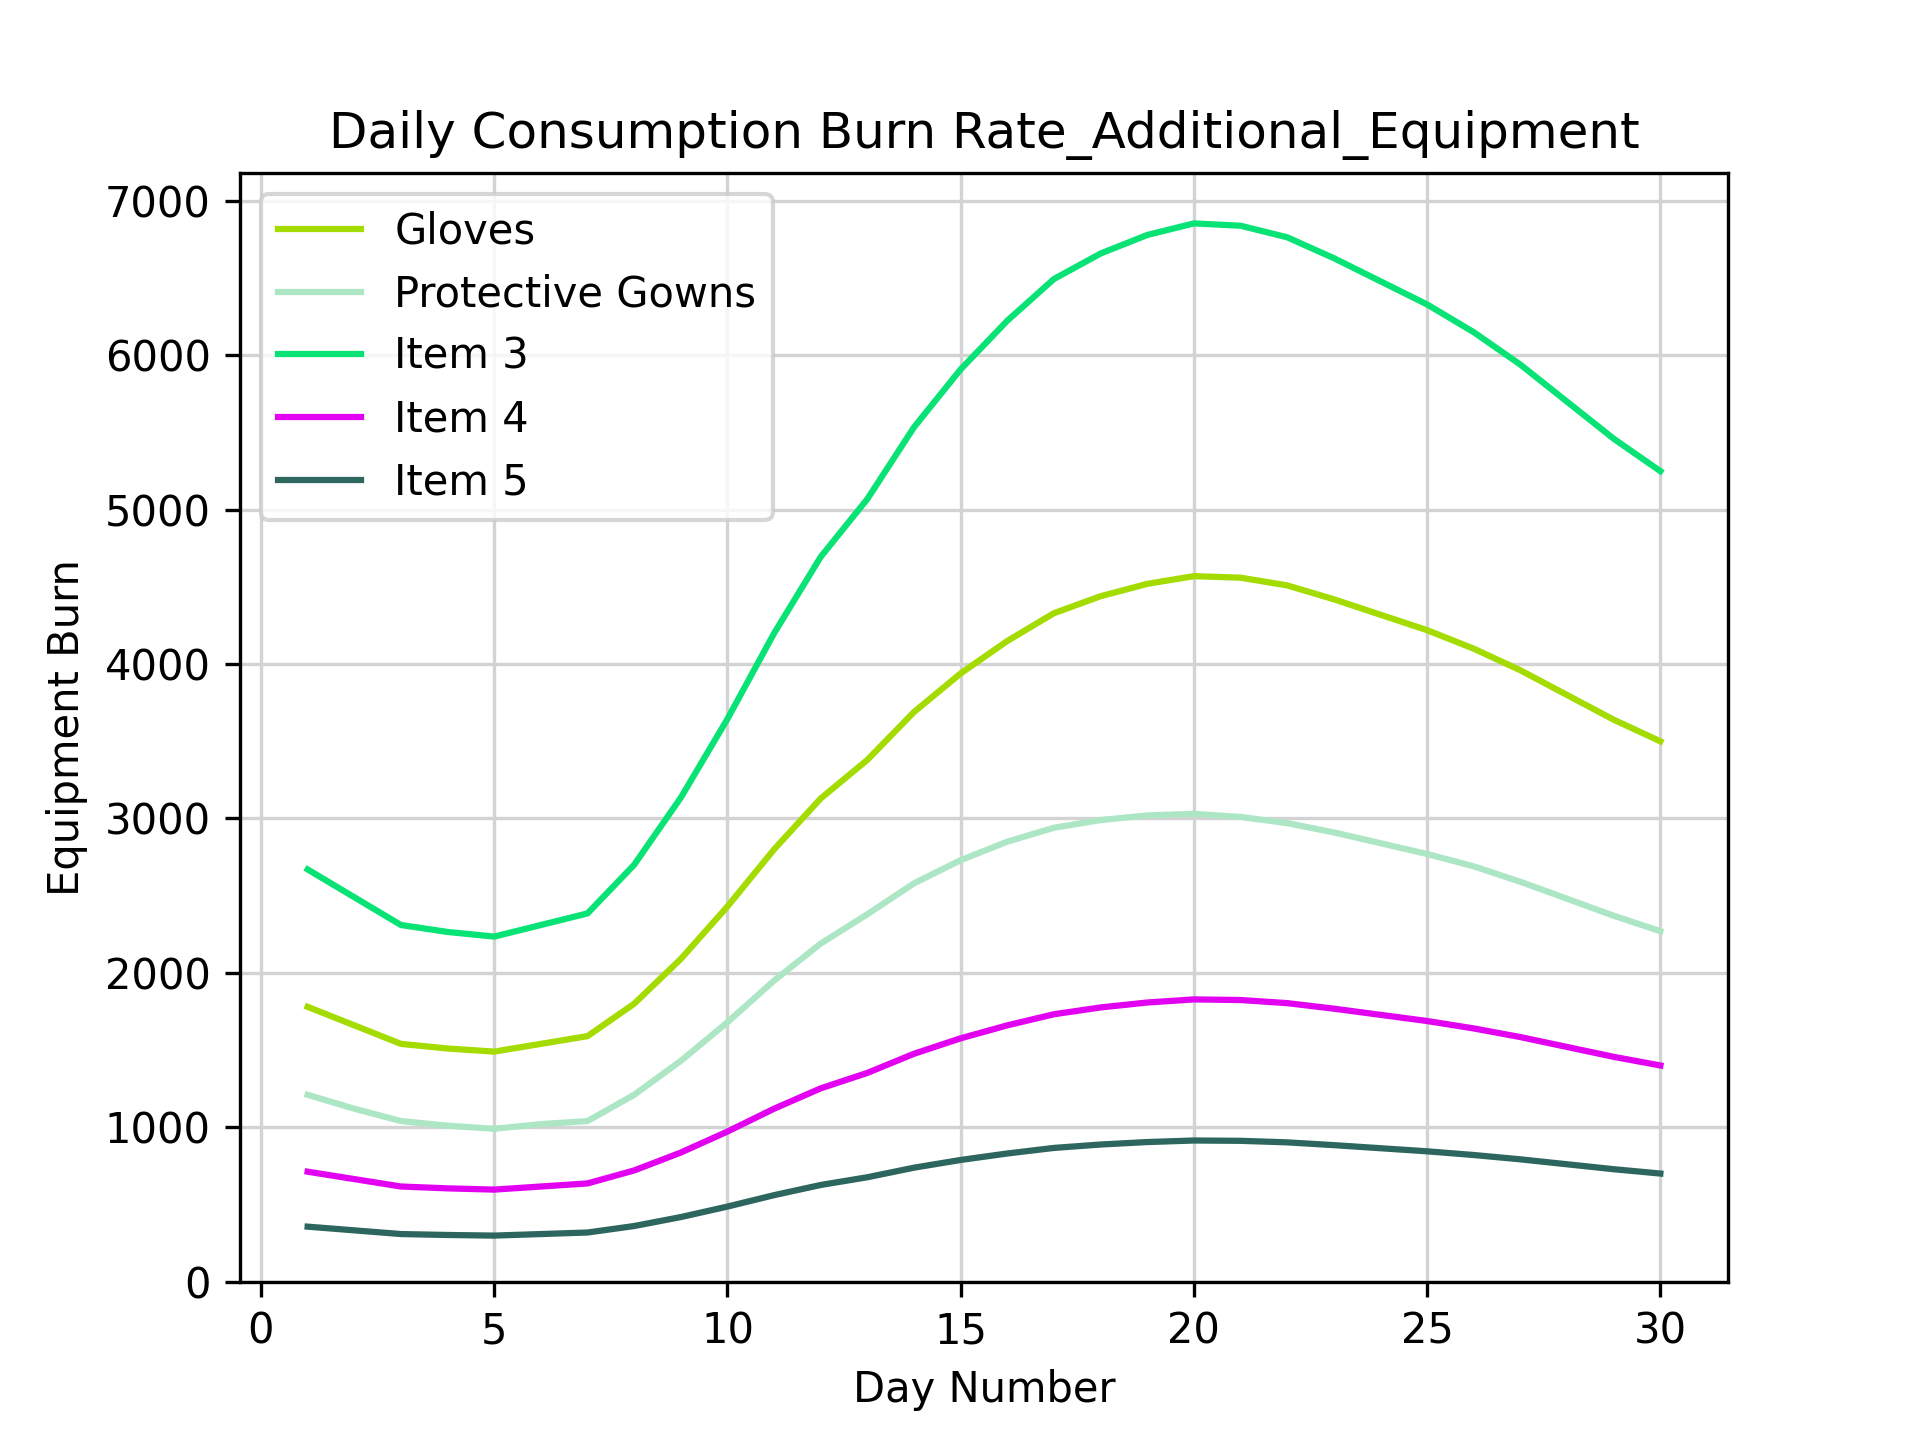 Daily Consumption Burn Rate_Additional_Equipment
7000
6000
5000
4000
3000
2000
1000
0
Equipment Burn
Gloves
Protective Gowns
Item 3
Item 4
Item 5
0 5 10 15 20 25 30
Day Number